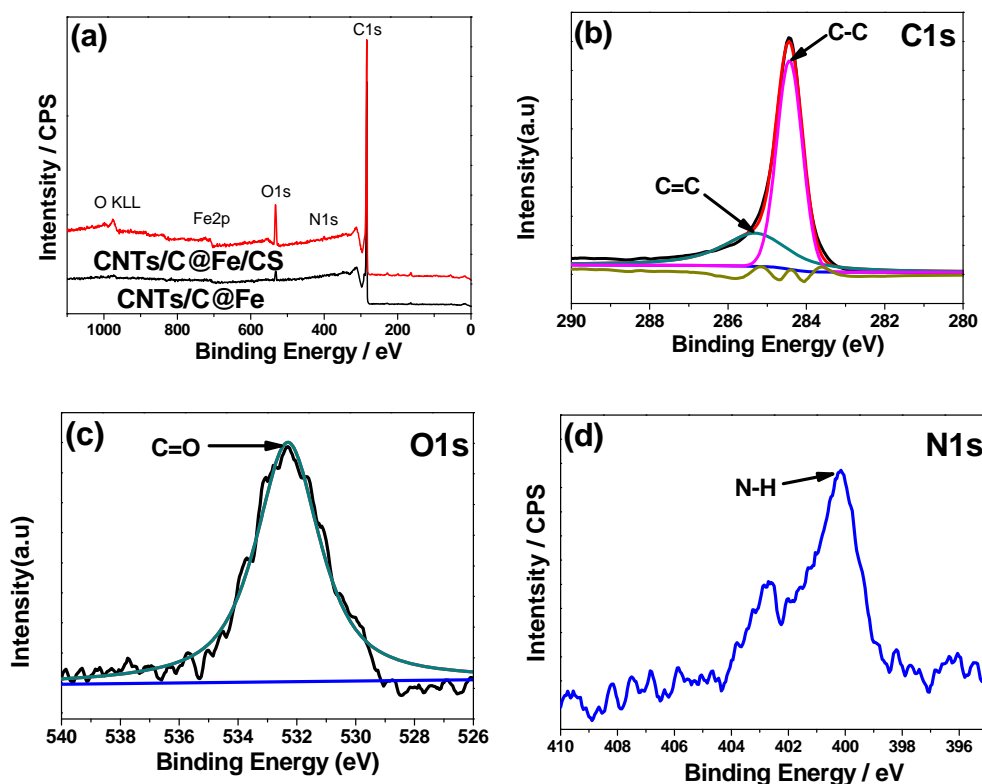 (a)
C1s
O KLL
Fe2p
O1s
N1s
CNTs/C@Fe/CS
CNTs/C@Fe
Intentsity / CPS
1000 800 600 400 200 0
Binding Energy / eV
(b)
C-C
C1s
C=C
Intentsity(a.u)
290 288 286 284 282 280
Binding Energy (eV)
(c)
C=O
O1s
Intentsity(a.u)
540 538 536 534 532 530 528 526
Binding Energy (eV)
(d)
N1s
N-H
Intentsity / CPS
410 408 406 404 402 400 398 396
Binding Energy / eV